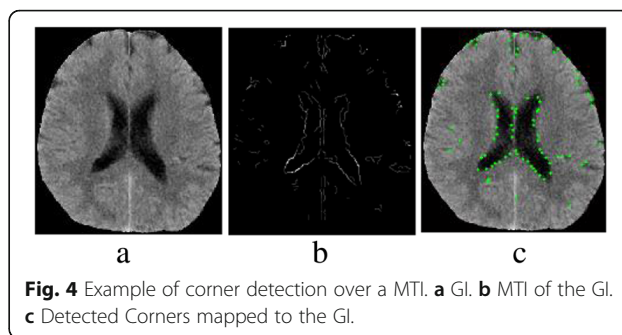 a
b
c
Fig. 4 Example of corner detection over a MTI. a GI. b MTI of the GI.
c Detected Corners mapped to the GI.